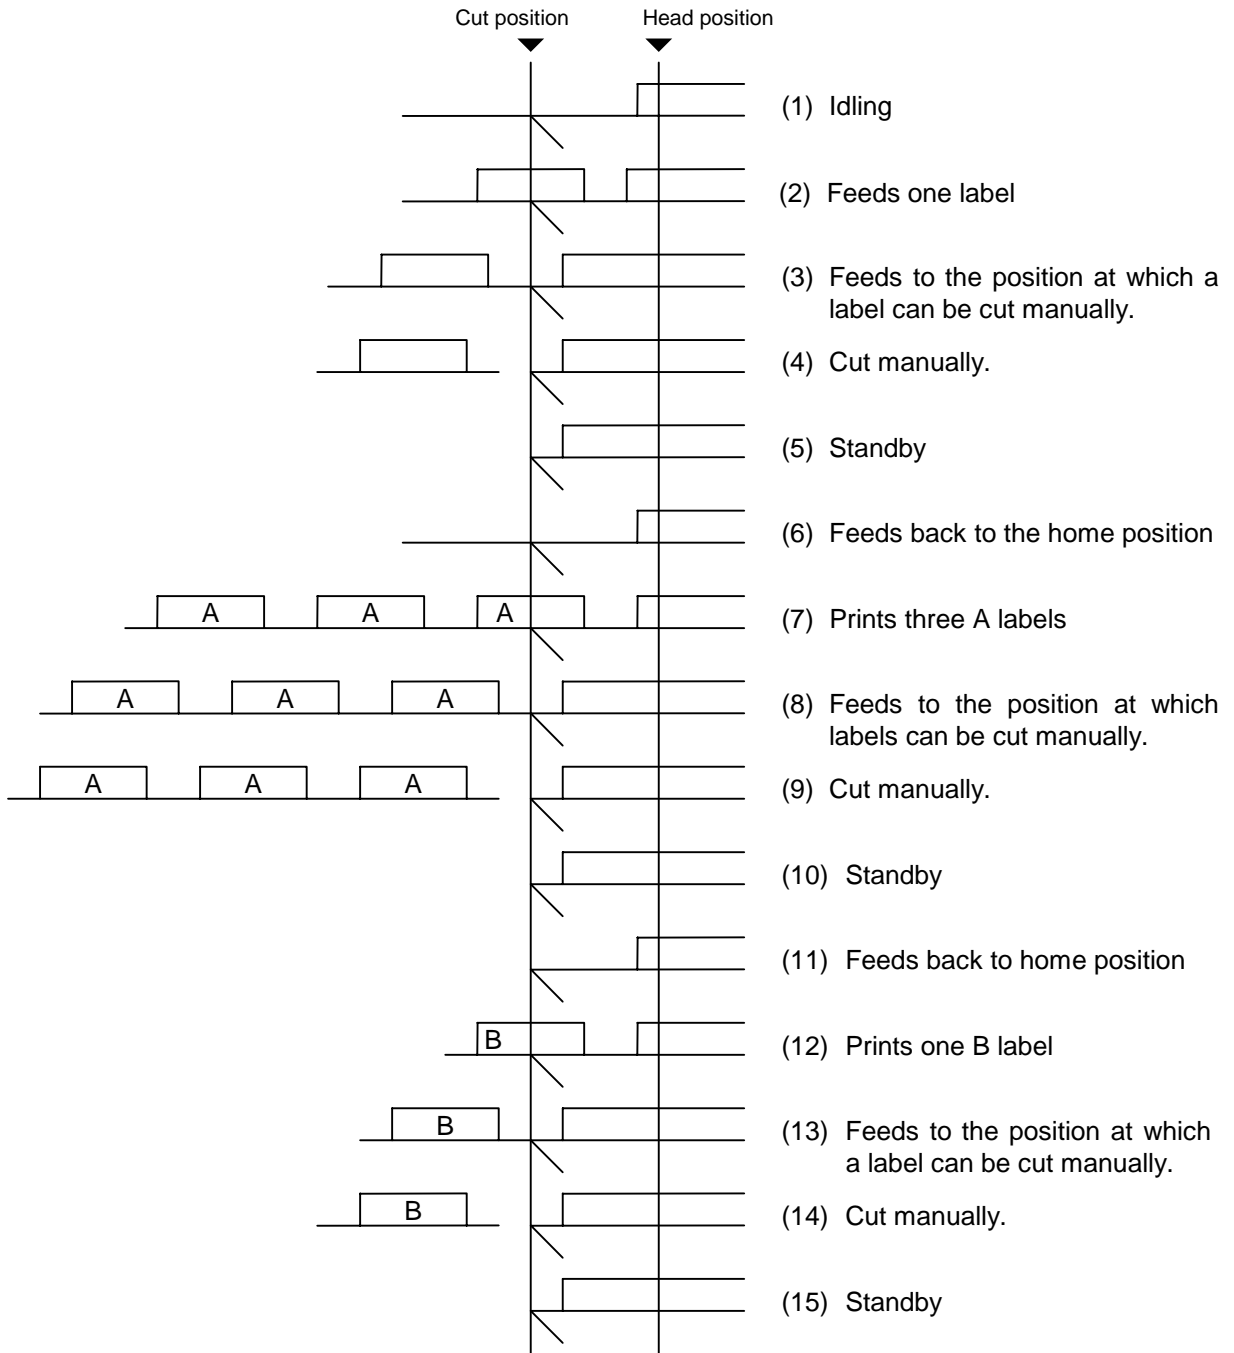 Cut position Head position
(1) Idling
(2) Feeds one label
(3) Feeds to the position at which a
label can be cut manually.
(4) Cut manually.
(5) Standby
(6) Feeds back to the home position
A A A (7) Prints three A labels
A A A (8) Feeds to the position at which
labels can be cut manually.
A A A (9) Cut manually.
(10) Standby
(11) Feeds back to home position
B (12) Prints one B label
B (13) Feeds to the position at which
a label can be cut manually.
B (14) Cut manually.
(15) Standby